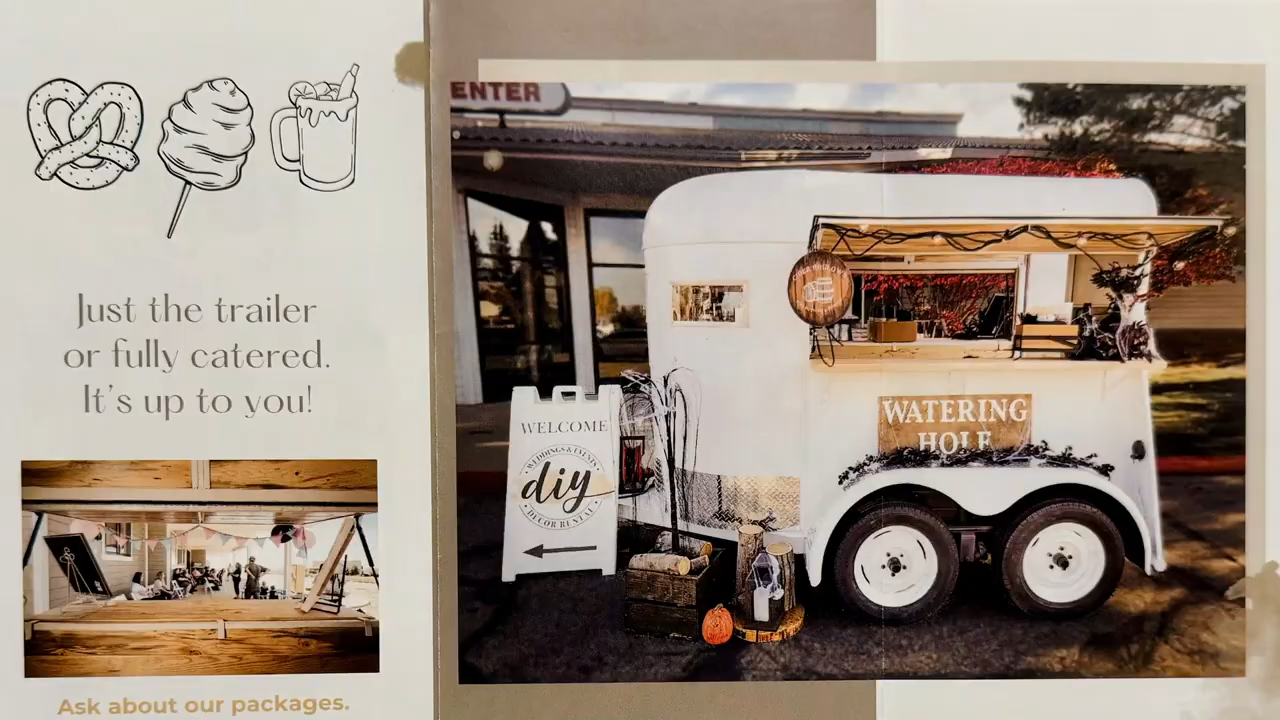 Just the trailer
or fully catered.
It's up to you!
Ask about our packages.
ENTER
WELCOME
WEDDINGS & EVENTS
diy
DECOR RENTAL
WATERING
HOLE